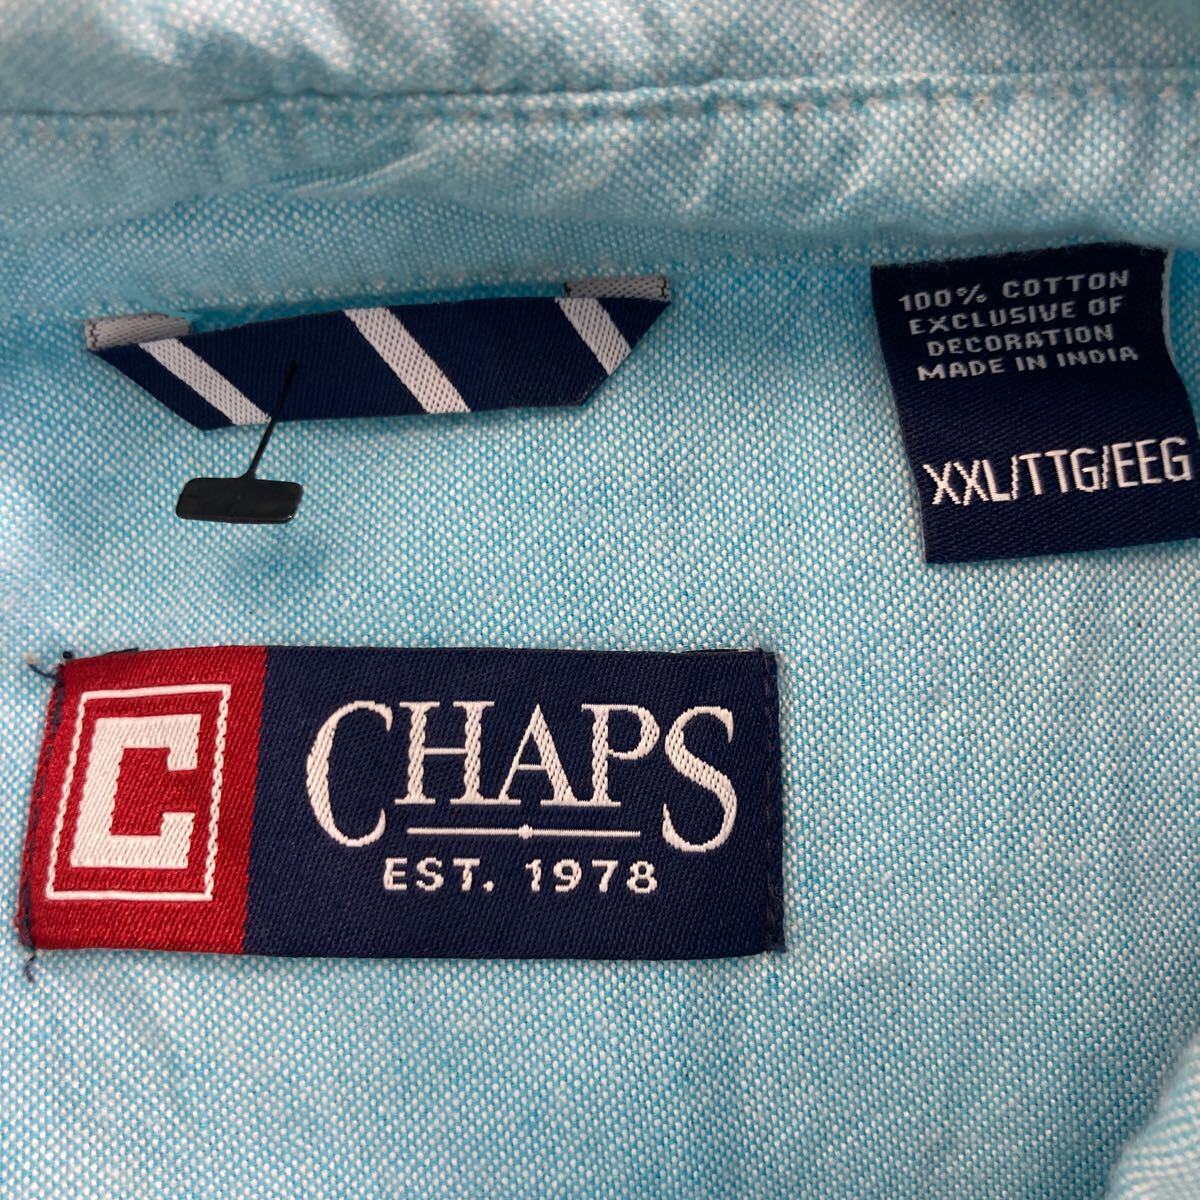 100% COTTON
EXCLUSIVE OF
DECORATION
MADE IN INDIA
XXL/TTG/EEG
C
CHAPS
EST. 1978